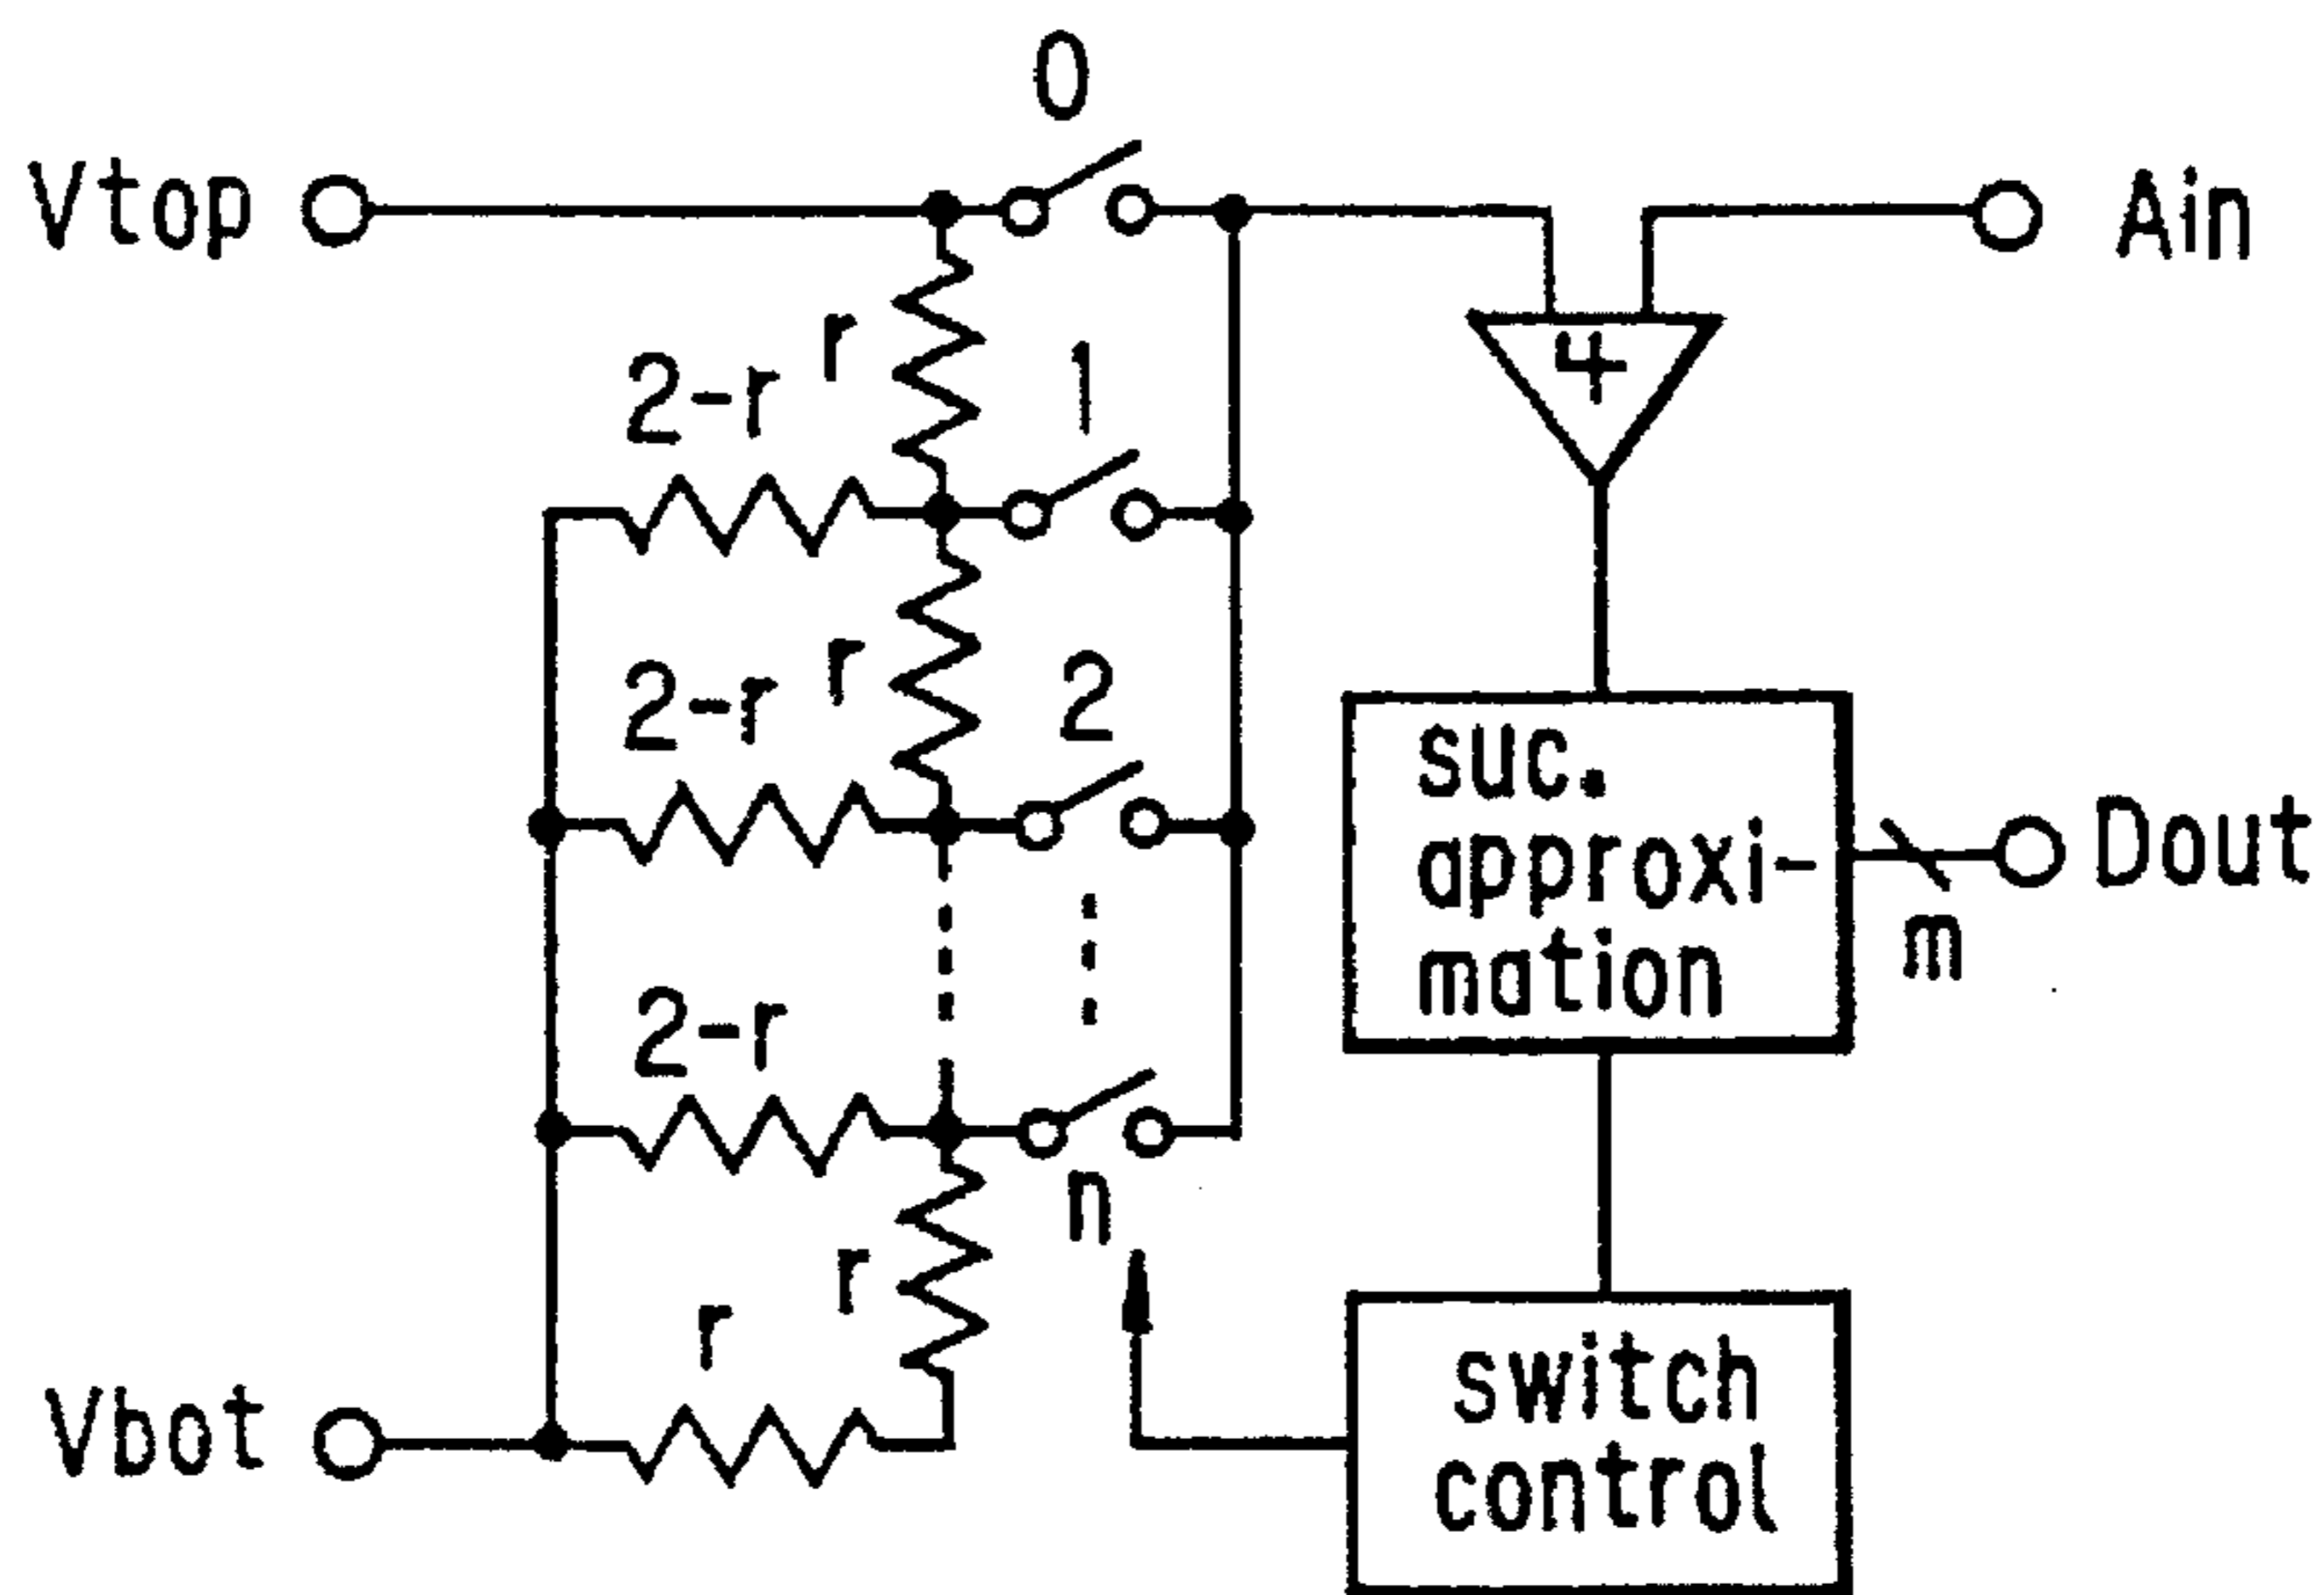 0
Vtop
Ain
r
2-r
1
4
r
2-r
2
suc.
approxi-
mation
Dout
m
2-r
n
r
r
Vbot
switch
control